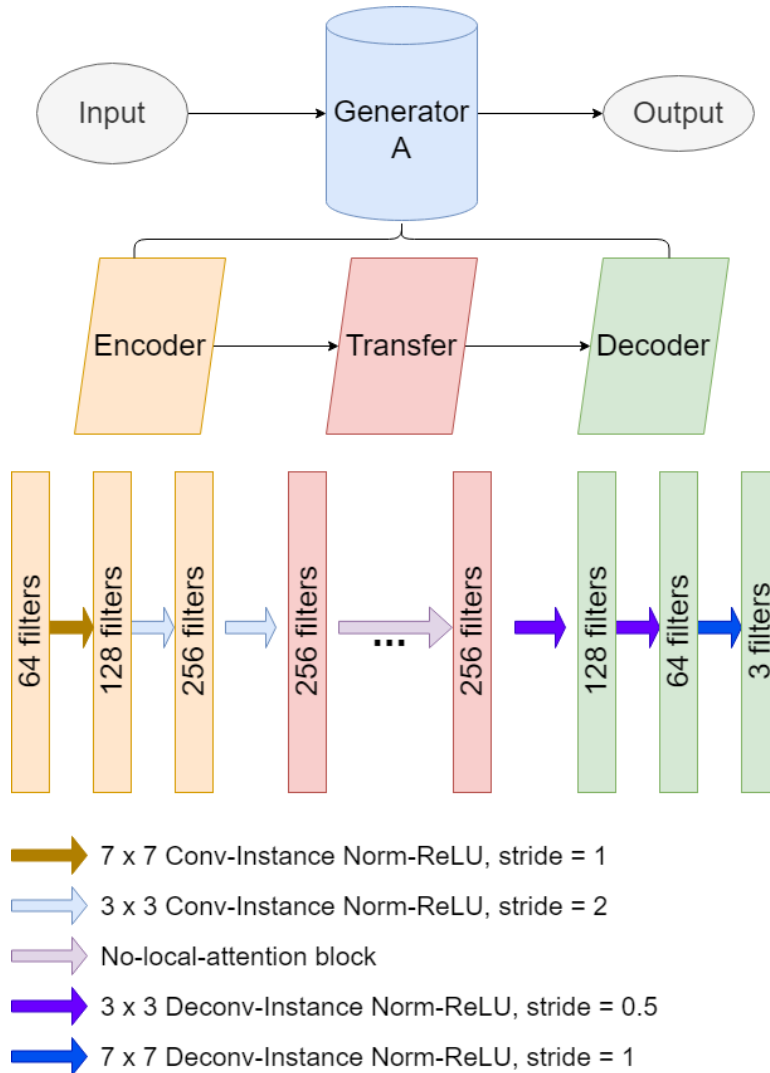 Input
Generator
A
Output
Encoder
Transfer
Decoder
64 filters
128 filters
256 filters
256 filters
...
256 filters
128 filters
64 filters
3 filters
7 x 7 Conv-Instance Norm-ReLU, stride = 1
3 x 3 Conv-Instance Norm-ReLU, stride = 2
No-local-attention block
3 x 3 Deconv-Instance Norm-ReLU, stride = 0.5
7 x 7 Deconv-Instance Norm-ReLU, stride = 1